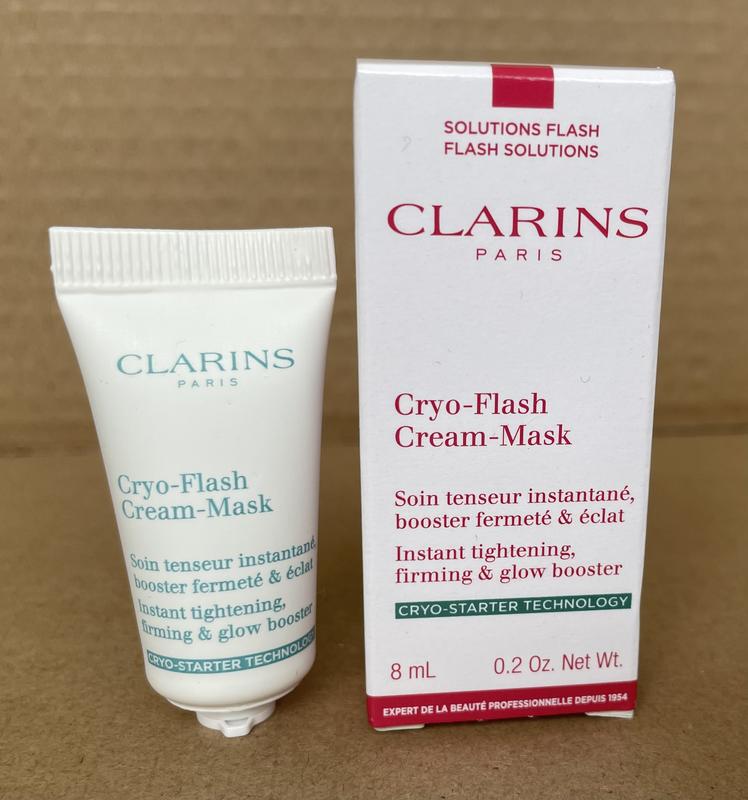 CLARINS
PARIS
Cryo-Flash
Cream-Mask
Soin tenseur instantané,
booster fermeté & éclat
Instant tightening,
firming & glow booster
CRYO-STARTER TECHNOLOGY
SOLUTIONS FLASH
FLASH SOLUTIONS
CLARINS
PARIS
Cryo-Flash
Cream-Mask
Soin tenseur instantané,
booster fermeté & éclat
Instant tightening,
firming & glow booster
CRYO-STARTER TECHNOLOGY
8 mL 0.2 Oz. Net Wt.
EXPERT DE LA BEAUTÉ PROFESSIONNELLE DEPUIS 1954